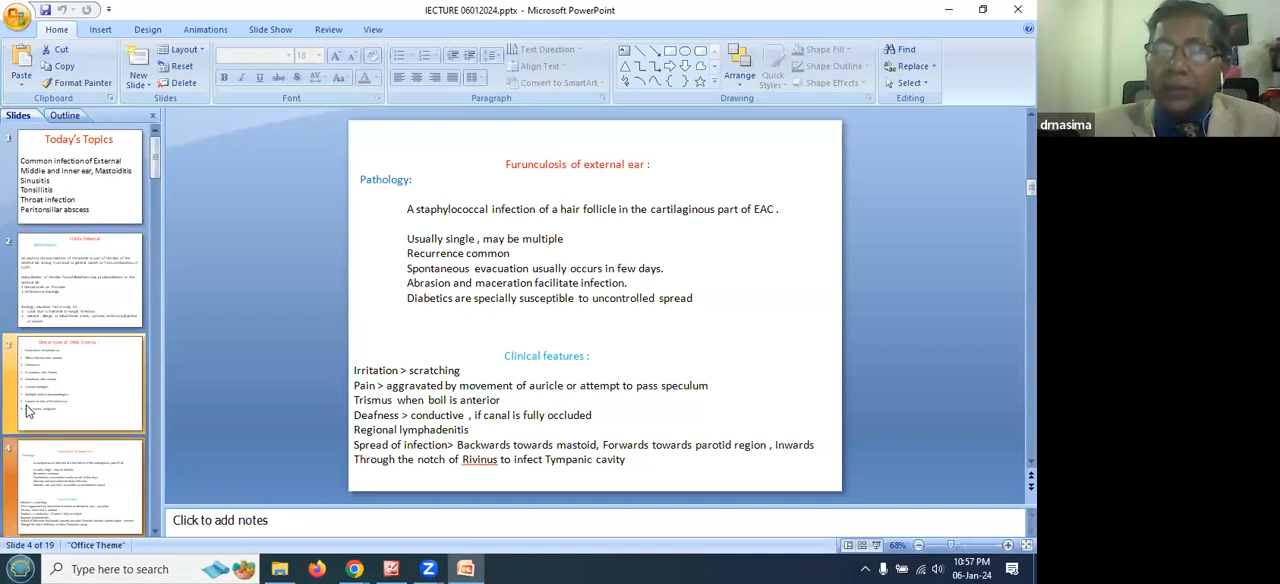 IECTURE 06012024.pptx - Microsoft PowerPoint
Home Insert Design Animations Slide Show Review View
Cut
Copy
Format Painter
Paste
Clipboard
New
Slide
Layout
Reset
Delete
Slides
18
Font
Paragraph
Text Direction
Align Text
Convert to SmartArt
Arrange
Quick
Styles
Shape Fill
Shape Outline
Shape Effects
Drawing
Find
Replace
Select
Editing
drnasima
Slides Outline
1
Today's Topics
Common infection of External
Middle and Inner ear, Mastoiditis
Sinusitis
Tonsillitis
Throat infection
Peritonsillar abscess
2
3
4
Furunculosis of external ear :
Pathology:
A staphylococcal infection of a hair follicle in the cartilaginous part of EAC .
Usually single , may be multiple
Recurrence common
Spontaneous evacuation usually occurs in few days.
Abrasion and maceration facilitate infection.
Diabetics are specially susceptible to uncontrolled spread
Clinical features :
Irritation > scratching
Pain > aggravated by movement of auricle or attempt to pass speculum
Trismus when boil is anterior
Deafness > conductive , if canal is fully occluded
Regional lymphadenitis
Spread of infection> Backwards towards mastoid, Forwards towards parotid region , Inwards
Through the notch of Rivinus to infect Tympanic cavity
Click to add notes
Slide 4 of 19 "Office Theme" 68%
Type here to search
10:57 PM
06-Jan-24